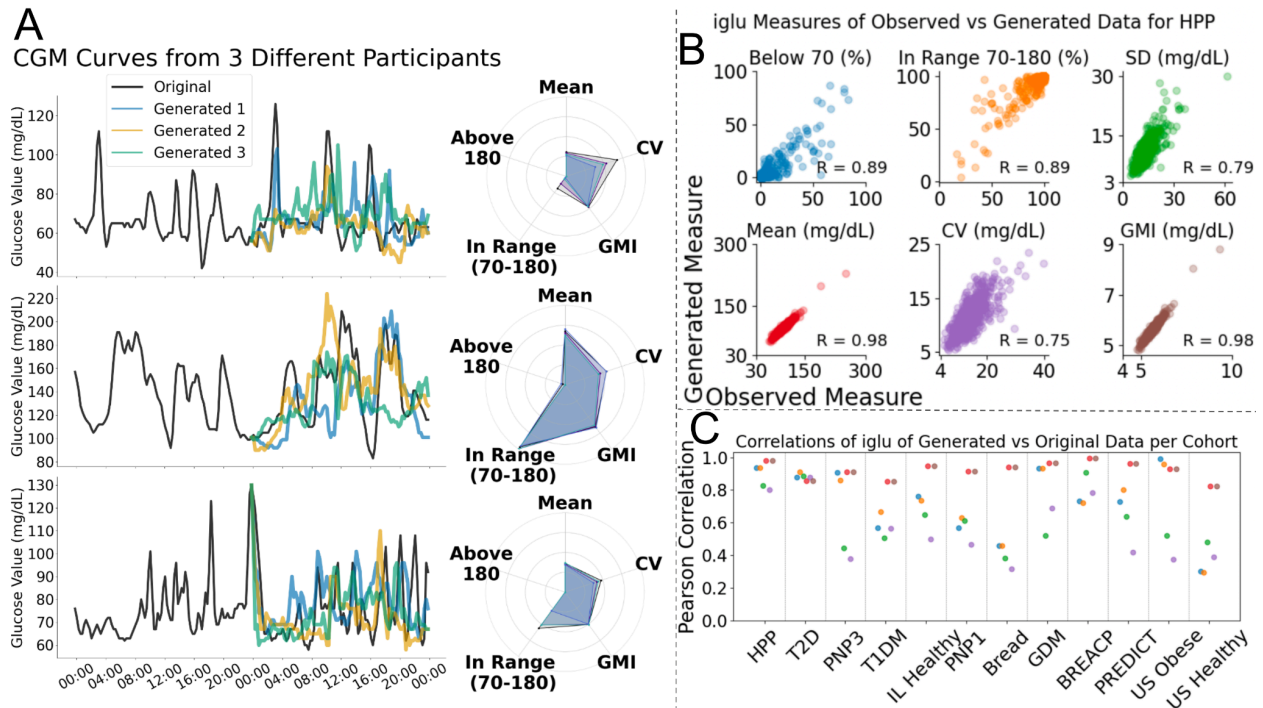 A
CGM Curves from 3 Different Participants
Original
Generated 1
Generated 2
Generated 3
Glucose Value (mg/dL)
120
100
80
60
40
Mean
CV
GMI
In Range
(70-180)
Above
180
Glucose Value (mg/dL)
220
200
180
160
140
120
100
80
Mean
CV
GMI
In Range
(70-180)
Above
180
Glucose Value (mg/dL)
130
120
110
100
90
80
70
60
00:00 04:00 08:00 12:00 16:00 20:00 00:00 04:00 08:00 12:00 16:00 20:00 00:00
Mean
CV
GMI
In Range
(70-180)
Above
180
iglu Measures of Observed vs Generated Data for HPP
B
Generated Measure
Below 70 (%)
100
50
0
R = 0.89
0 50 100
In Range 70-180 (%)
100
50
0
R = 0.89
0 50 100
SD (mg/dL)
30
15
3
R = 0.79
0 30 60
Mean (mg/dL)
300
150
30
R = 0.98
30 150 300
CV (mg/dL)
25
15
5
R = 0.75
4 20 40
GMI (mg/dL)
9
7
5
R = 0.98
4 5 10
Observed Measure
C
Correlations of iglu of Generated vs Original Data per Cohort
Pearson Correlation
1.0
0.8
0.6
0.4
0.2
0.0
HPP
T2D
PNP3
T1DM
IL Healthy
PNP1
Bread
GDM
BREACP
PREDICT
US Obese
US Healthy